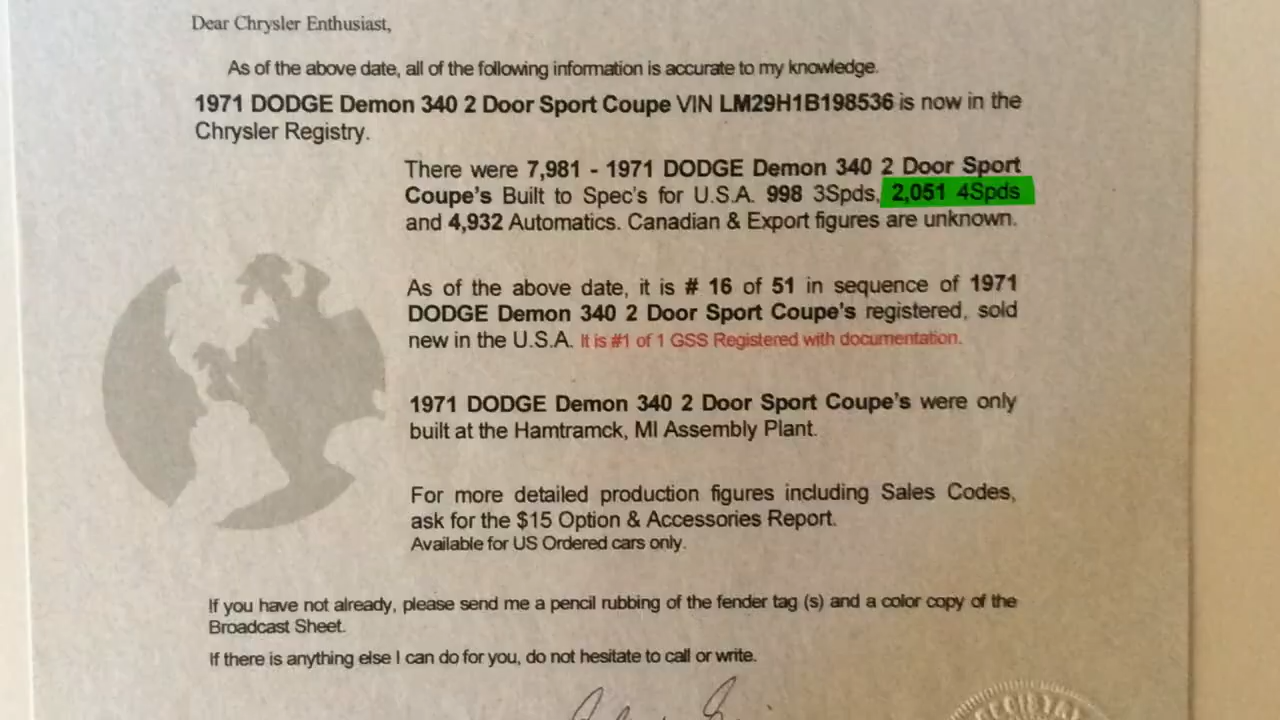 Dear Chrysler Enthusiast,
As of the above date, all of the following information is accurate to my knowledge.
1971 DODGE Demon 340 2 Door Sport Coupe VIN LM29H1B198536 is now in the
Chrysler Registry.
There were 7,981 - 1971 DODGE Demon 340 2 Door Sport
Coupe's Built to Spec's for U.S.A. 998 3Spds, 2,051 4Spds
and 4,932 Automatics. Canadian & Export figures are unknown.
As of the above date, it is # 16 of 51 in sequence of 1971
DODGE Demon 340 2 Door Sport Coupe's registered, sold
new in the U.S.A. It is #1 of 1 GSS Registered with documentation.
1971 DODGE Demon 340 2 Door Sport Coupe's were only
built at the Hamtramck, MI Assembly Plant.
For more detailed production figures including Sales Codes,
ask for the $15 Option & Accessories Report.
Available for US Ordered cars only.
If you have not already, please send me a pencil rubbing of the fender tag (s) and a color copy of the
Broadcast Sheet.
If there is anything else I can do for you, do not hesitate to call or write.